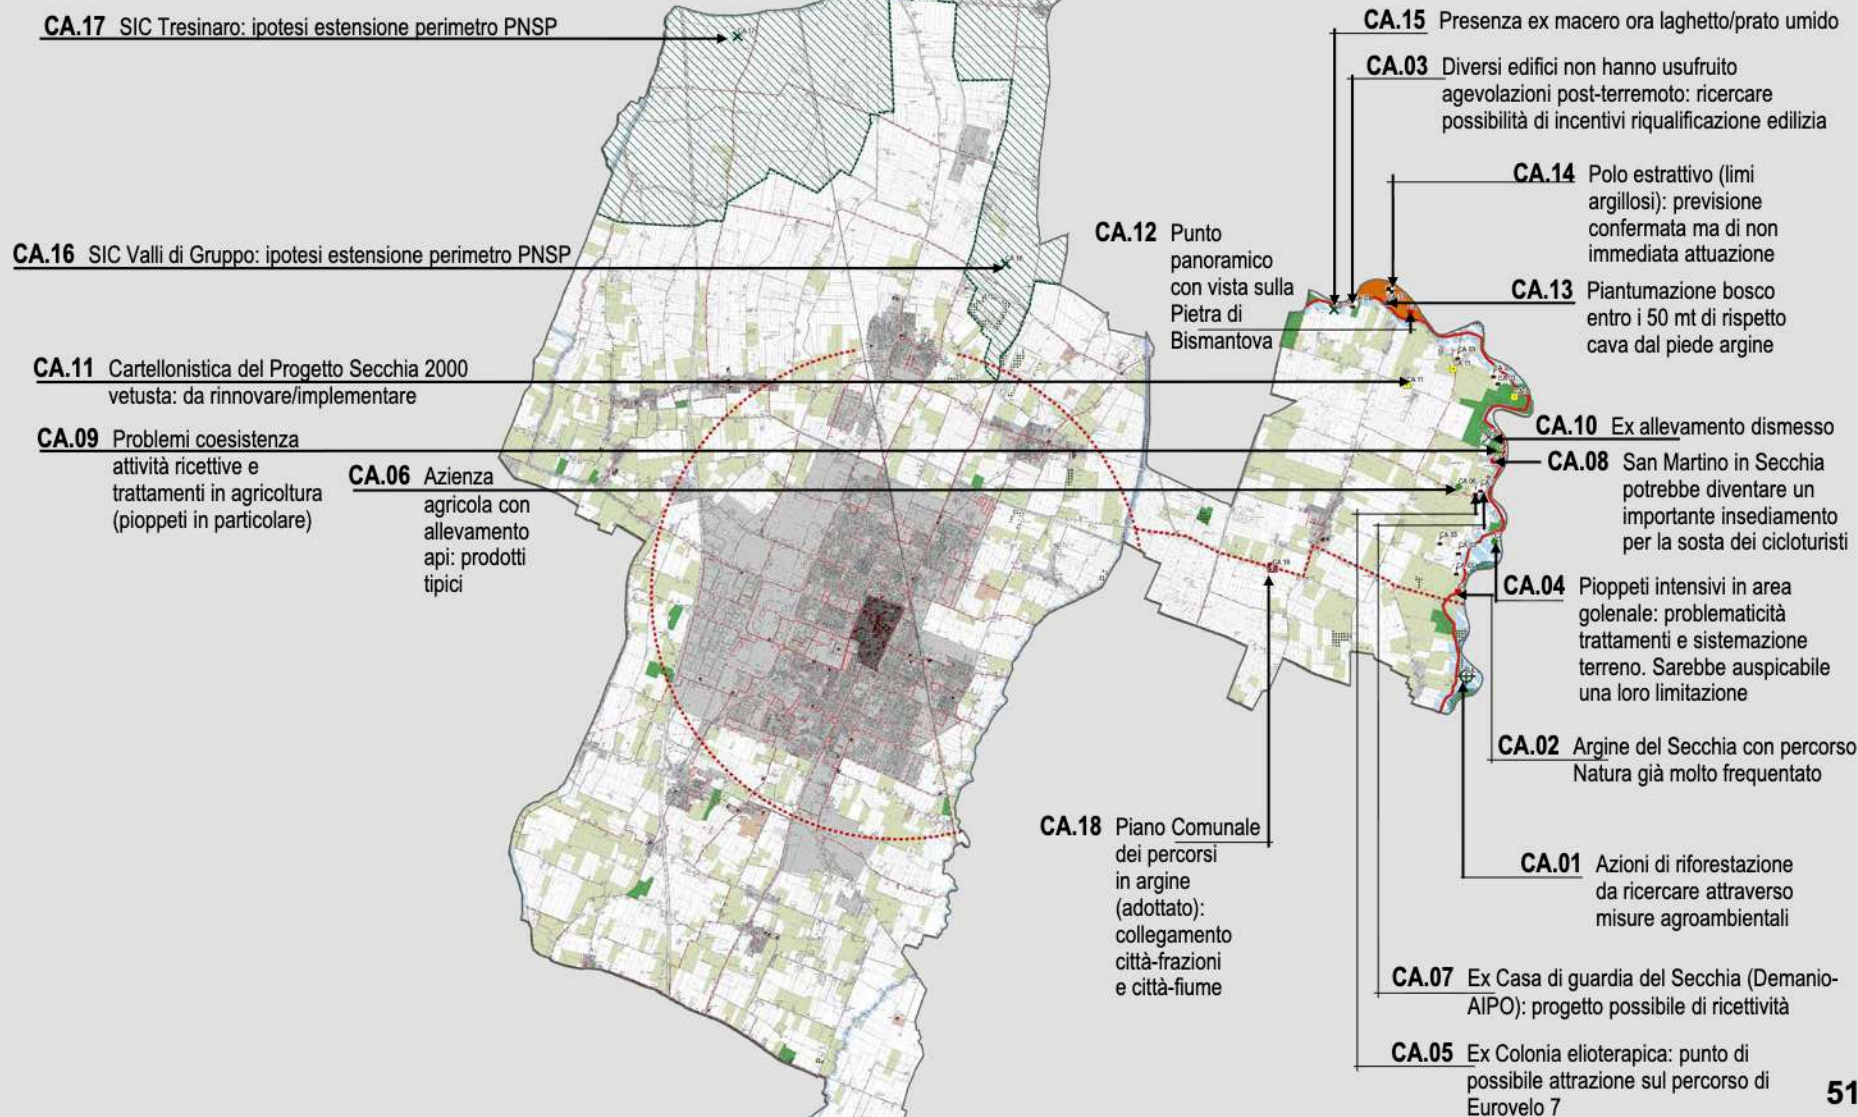 CA.17 SIC Tresinaro: ipotesi estensione perimetro PNSP
CA.16 SIC Valli di Gruppo: ipotesi estensione perimetro PNSP
CA.11 Cartellonistica del Progetto Secchia 2000
vetusta: da rinnovare/implementare
CA.09 Problemi coesistenza
attività ricettive e
trattamenti in agricoltura
(pioppeti in particolare)
CA.06 Azienza
agricola con
allevamento
api: prodotti
tipici
CA.12 Punto
panoramico
con vista sulla
Pietra di
Bismantova
CA.15 Presenza ex macero ora laghetto/prato umido
CA.03 Diversi edifici non hanno usufruito
agevolazioni post-terremoto: ricercare
possibilità di incentivi riqualificazione edilizia
CA.14 Polo estrattivo (limi
argillosi): previsione
confermata ma di non
immediata attuazione
CA.13 Piantumazione bosco
entro i 50 mt di rispetto
cava dal piede argine
CA.10 Ex allevamento dismesso
CA.08 San Martino in Secchia
potrebbe diventare un
importante insediamento
per la sosta dei cicloturisti
CA.04 Pioppeti intensivi in area
golenale: problematicità
trattamenti e sistemazione
terreno. Sarebbe auspicabile
una loro limitazione
CA.02 Argine del Secchia con percorso
Natura già molto frequentato
CA.18 Piano Comunale
dei percorsi
in argine
(adottato):
collegamento
città-frazioni
e città-fiume
CA.01 Azioni di riforestazione
da ricercare attraverso
misure agroambientali
CA.07 Ex Casa di guardia del Secchia (Demanio-
AIPO): progetto possibile di ricettività
CA.05 Ex Colonia elioterapica: punto di
possibile attrazione sul percorso di
Eurovelo 7
51